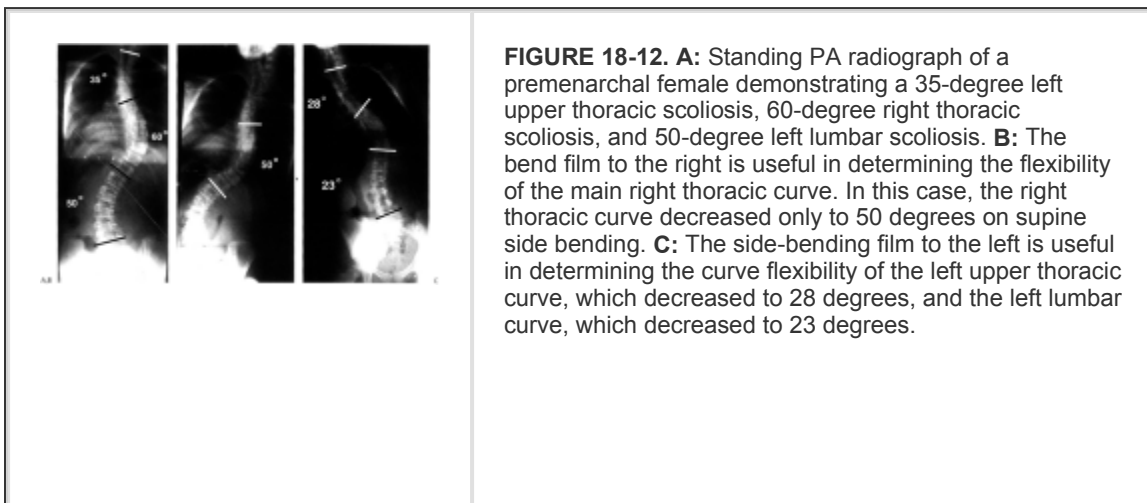 35°
60°
50°
50°
28°
23°
A,B
C
FIGURE 18-12. A: Standing PA radiograph of a
premenarchal female demonstrating a 35-degree left
upper thoracic scoliosis, 60-degree right thoracic
scoliosis, and 50-degree left lumbar scoliosis. B: The
bend film to the right is useful in determining the flexibility
of the main right thoracic curve. In this case, the right
thoracic curve decreased only to 50 degrees on supine
side bending. C: The side-bending film to the left is useful
in determining the curve flexibility of the left upper thoracic
curve, which decreased to 28 degrees, and the left lumbar
curve, which decreased to 23 degrees.